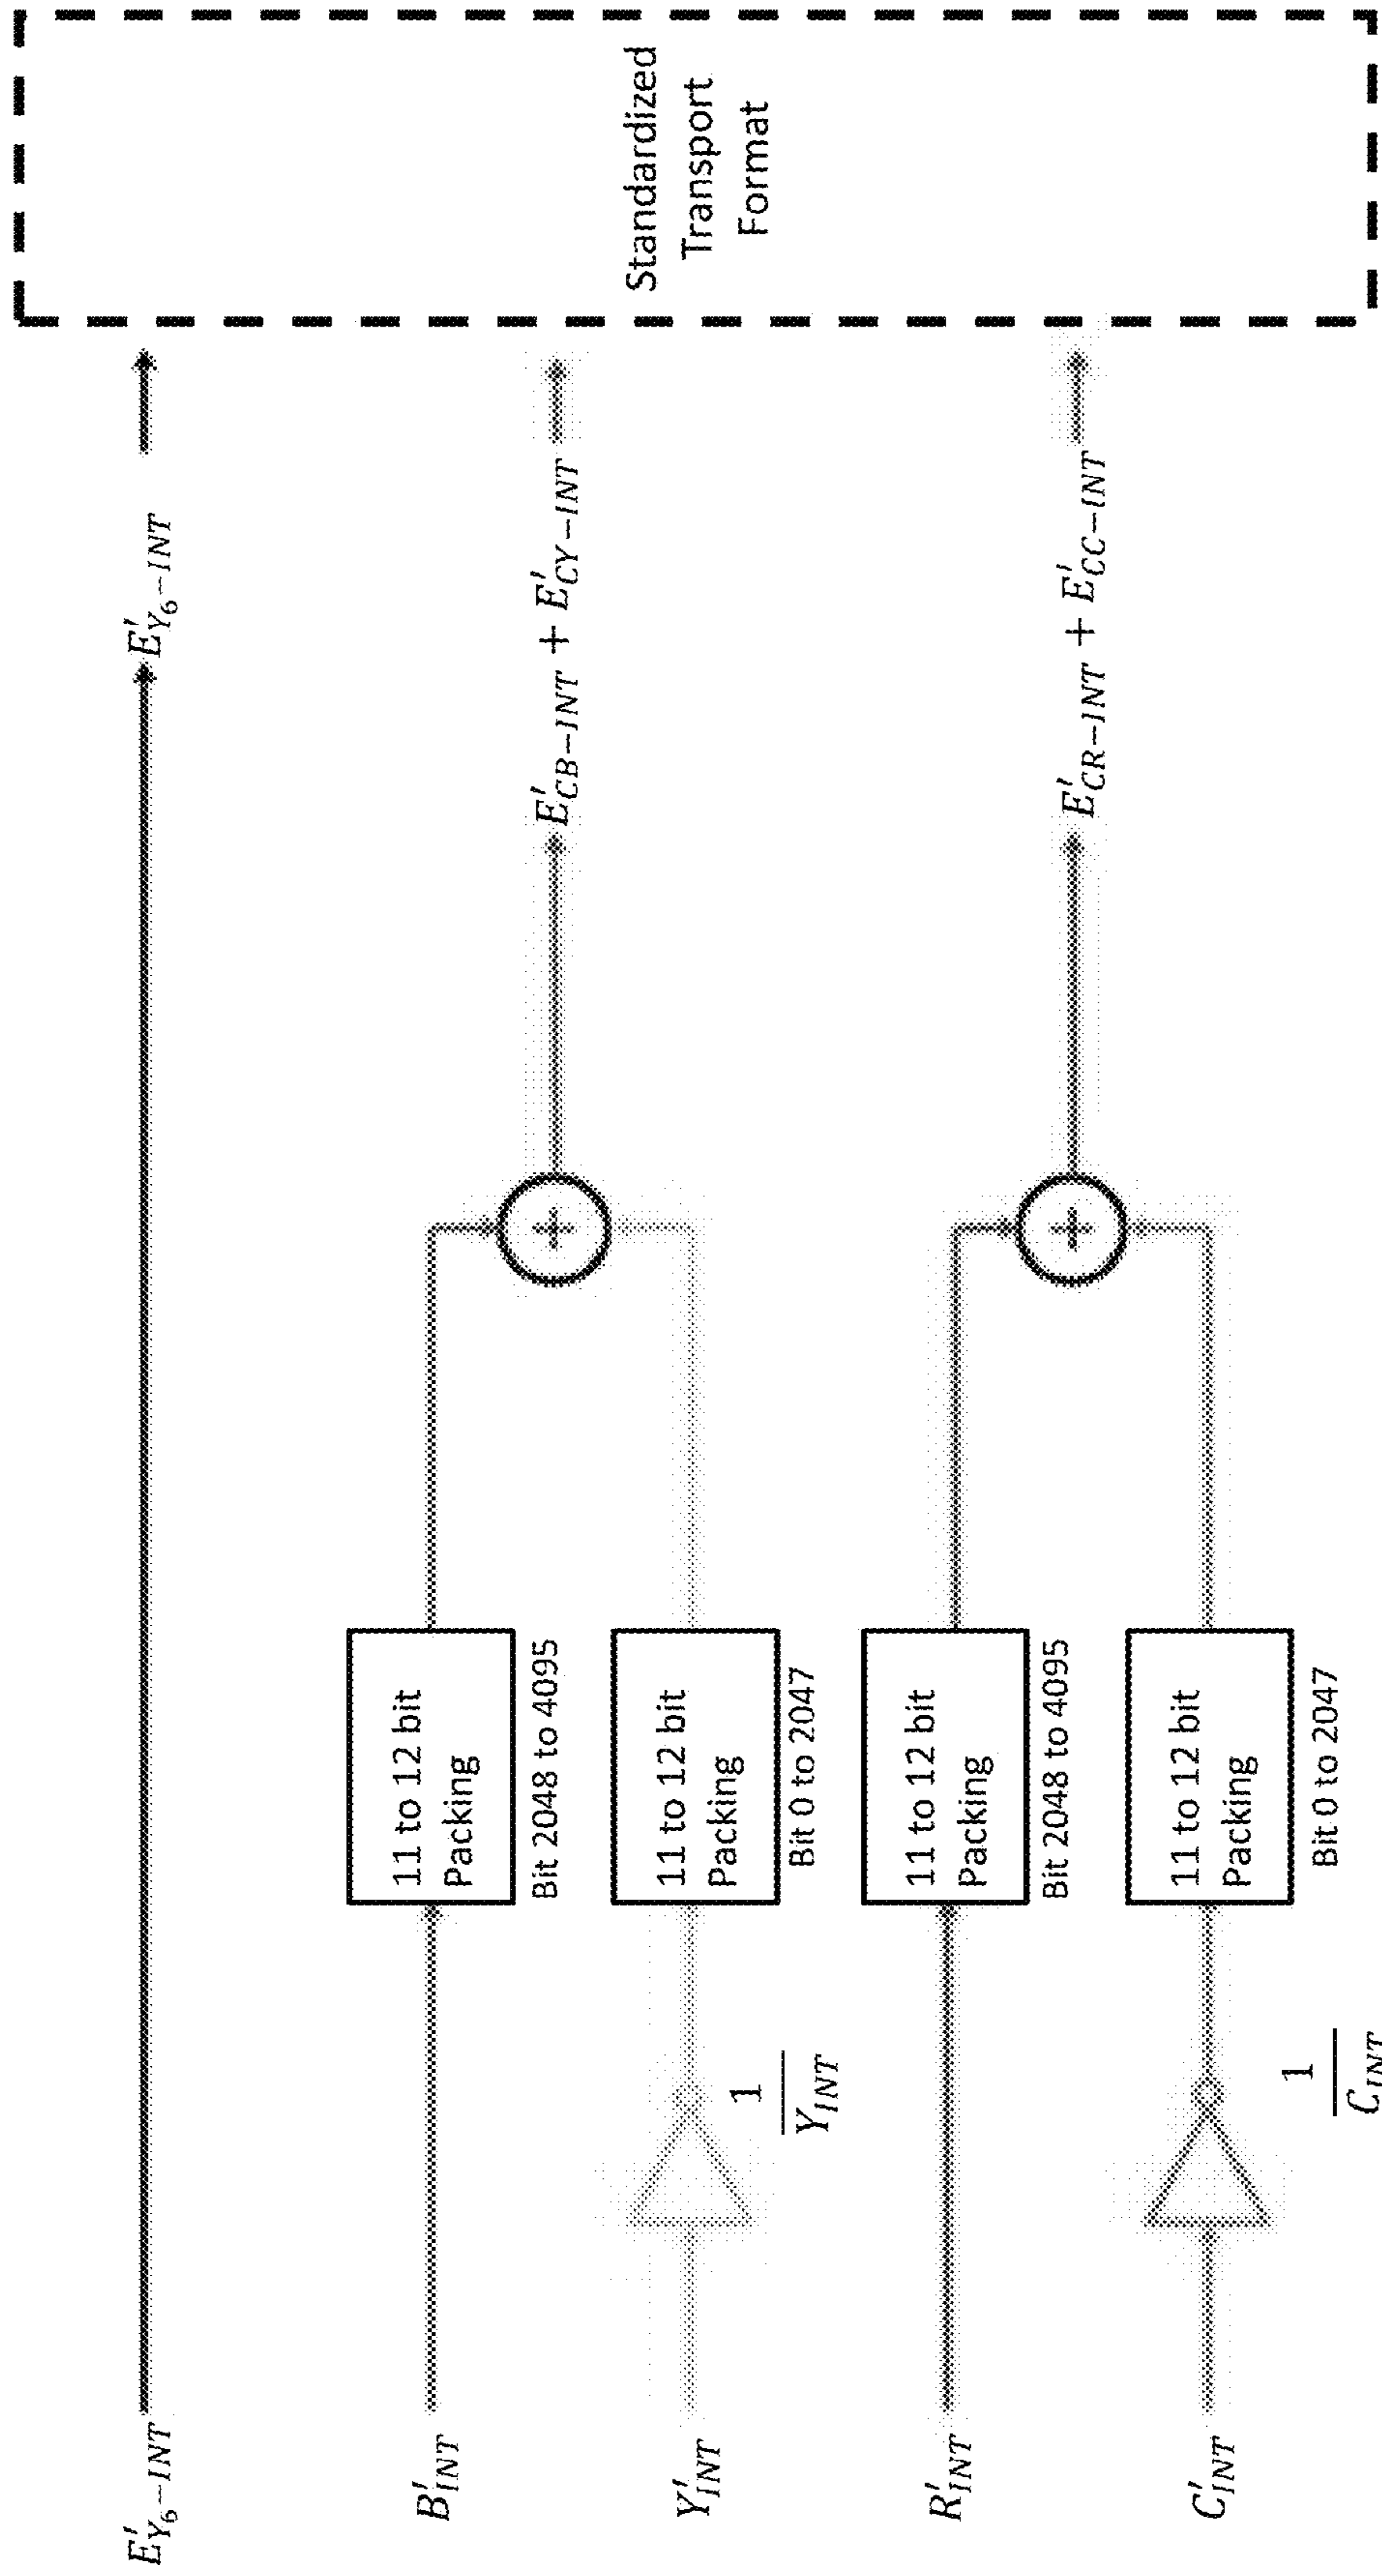 E′Y₆−INT
E′Y₆−INT
B′INT
11 to 12 bit
Packing
Bit 2048 to 4095
E′CB−INT + E′CY−INT
Y′INT
1
YINT
11 to 12 bit
Packing
Bit 0 to 2047
R′INT
11 to 12 bit
Packing
Bit 2048 to 4095
E′CR−INT + E′CC−INT
C′INT
1
CINT
11 to 12 bit
Packing
Bit 0 to 2047
+
+
Standardized
Transport
Format